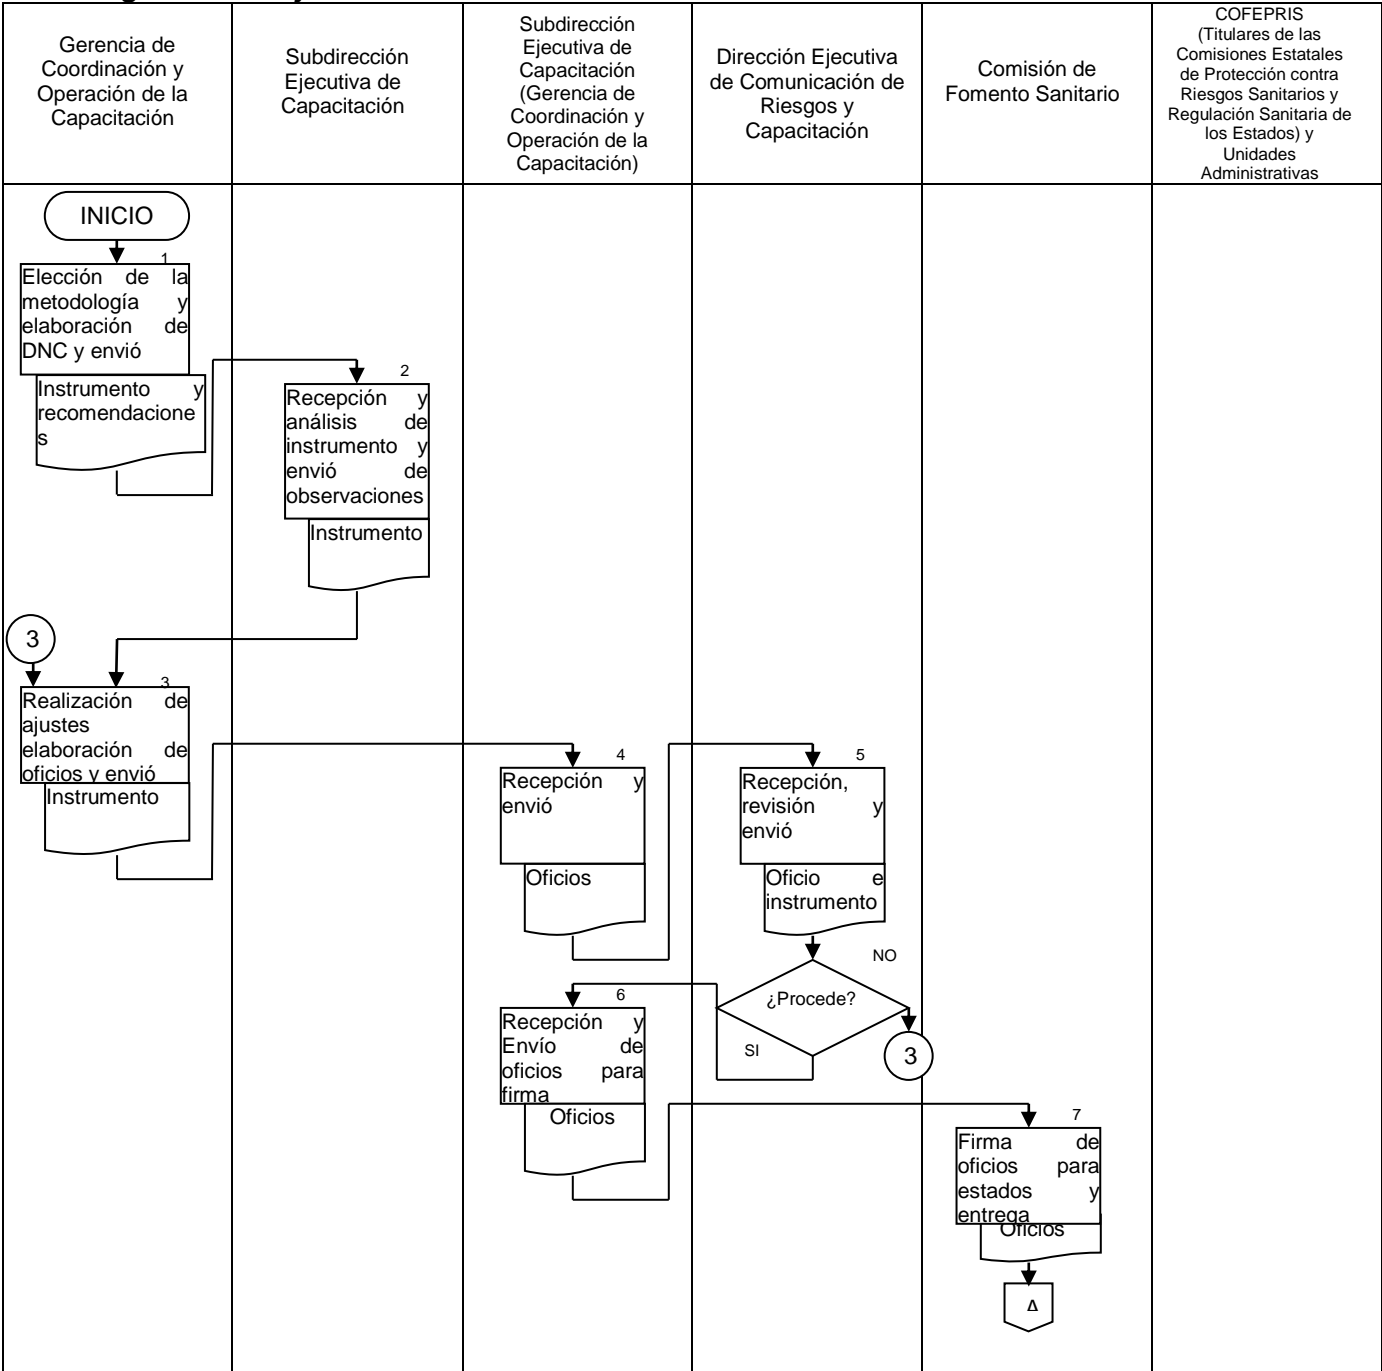 Gerencia de
Coordinación y
Operación de la
Capacitación
Subdirección
Ejecutiva de
Capacitación
Subdirección
Ejecutiva de
Capacitación
(Gerencia de
Coordinación y
Operación de la
Capacitación)
Dirección Ejecutiva
de Comunicación de
Riesgos y
Capacitación
Comisión de
Fomento Sanitario
COFEPRIS
(Titulares de las
Comisiones Estatales
de Protección contra
Riesgos Sanitarios y
Regulación Sanitaria de
los Estados) y
Unidades
Administrativas
INICIO
1
Elección de la
metodología y
elaboración de
DNC y envió
Instrumento y
recomendacione
s
2
Recepción y
análisis de
instrumento y
envió de
observaciones
Instrumento
3
3
Realización de
ajustes
elaboración de
oficios y envió
Instrumento
4
Recepción y
envió
Oficios
5
Recepción,
revisión y
envió
Oficio e
instrumento
NO
¿Procede?
SI
3
6
Recepción y
Envío de
oficios para
firma
Oficios
7
Firma de
oficios para
estados y
entrega
Oficios
A